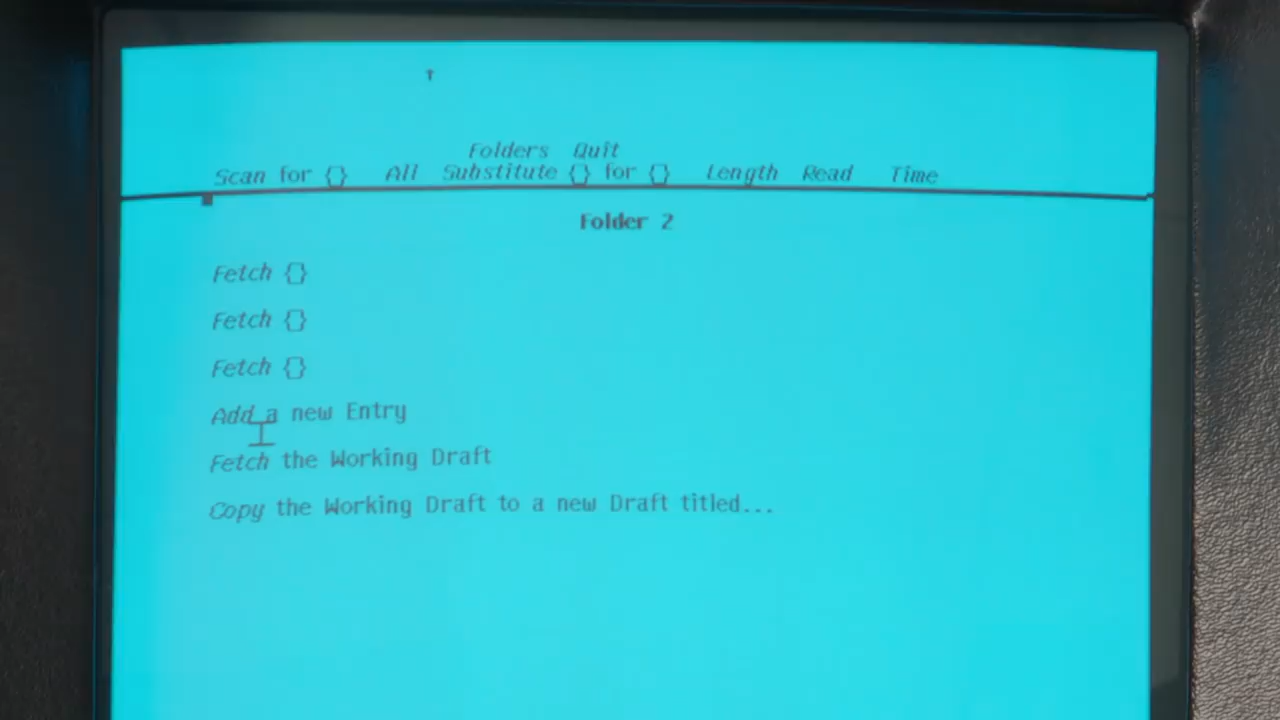 Folders Quit
Scan for {} All Substitute {} for {} Length Read Time
Folder 2
Fetch {}
Fetch {}
Fetch {}
Add a new Entry
Fetch the Working Draft
Copy the Working Draft to a new Draft titled...